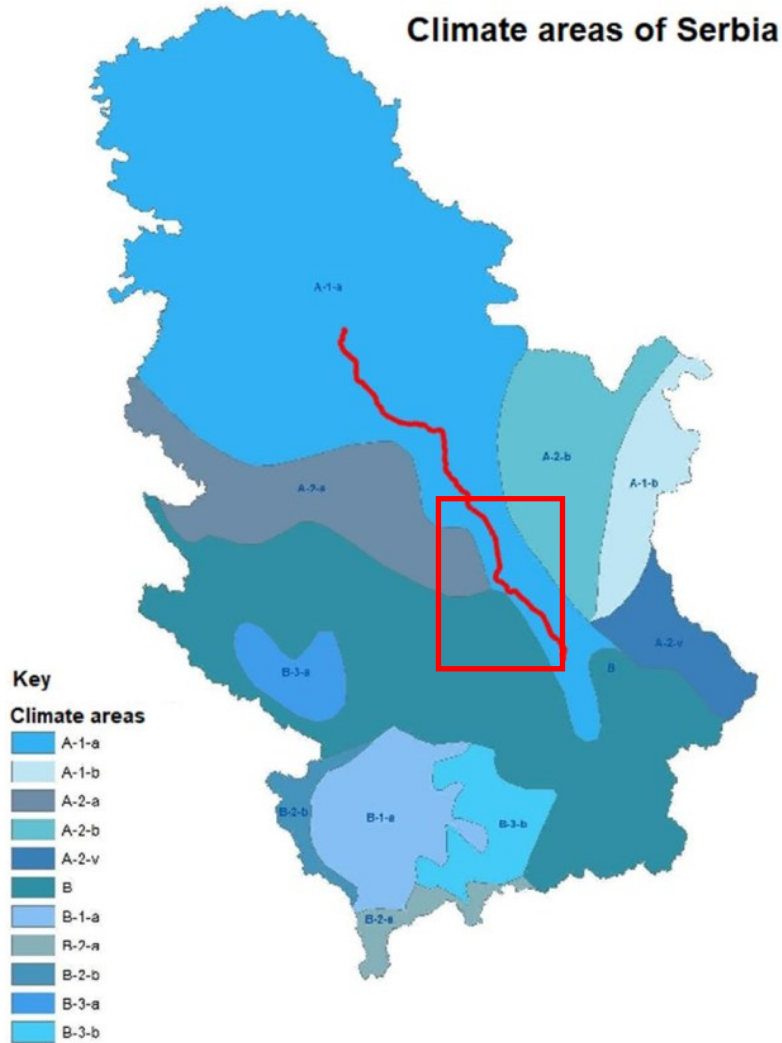 Climate areas of Serbia
A-1-a
A-2-b
A-1-b
A-2-a
A-2-v
B
B-3-a
B-2-b
B-1-a
B-3-b
B-2-a
Key
Climate areas
A-1-a
A-1-b
A-2-a
A-2-b
A-2-v
B
B-1-a
B-2-a
B-2-b
B-3-a
B-3-b